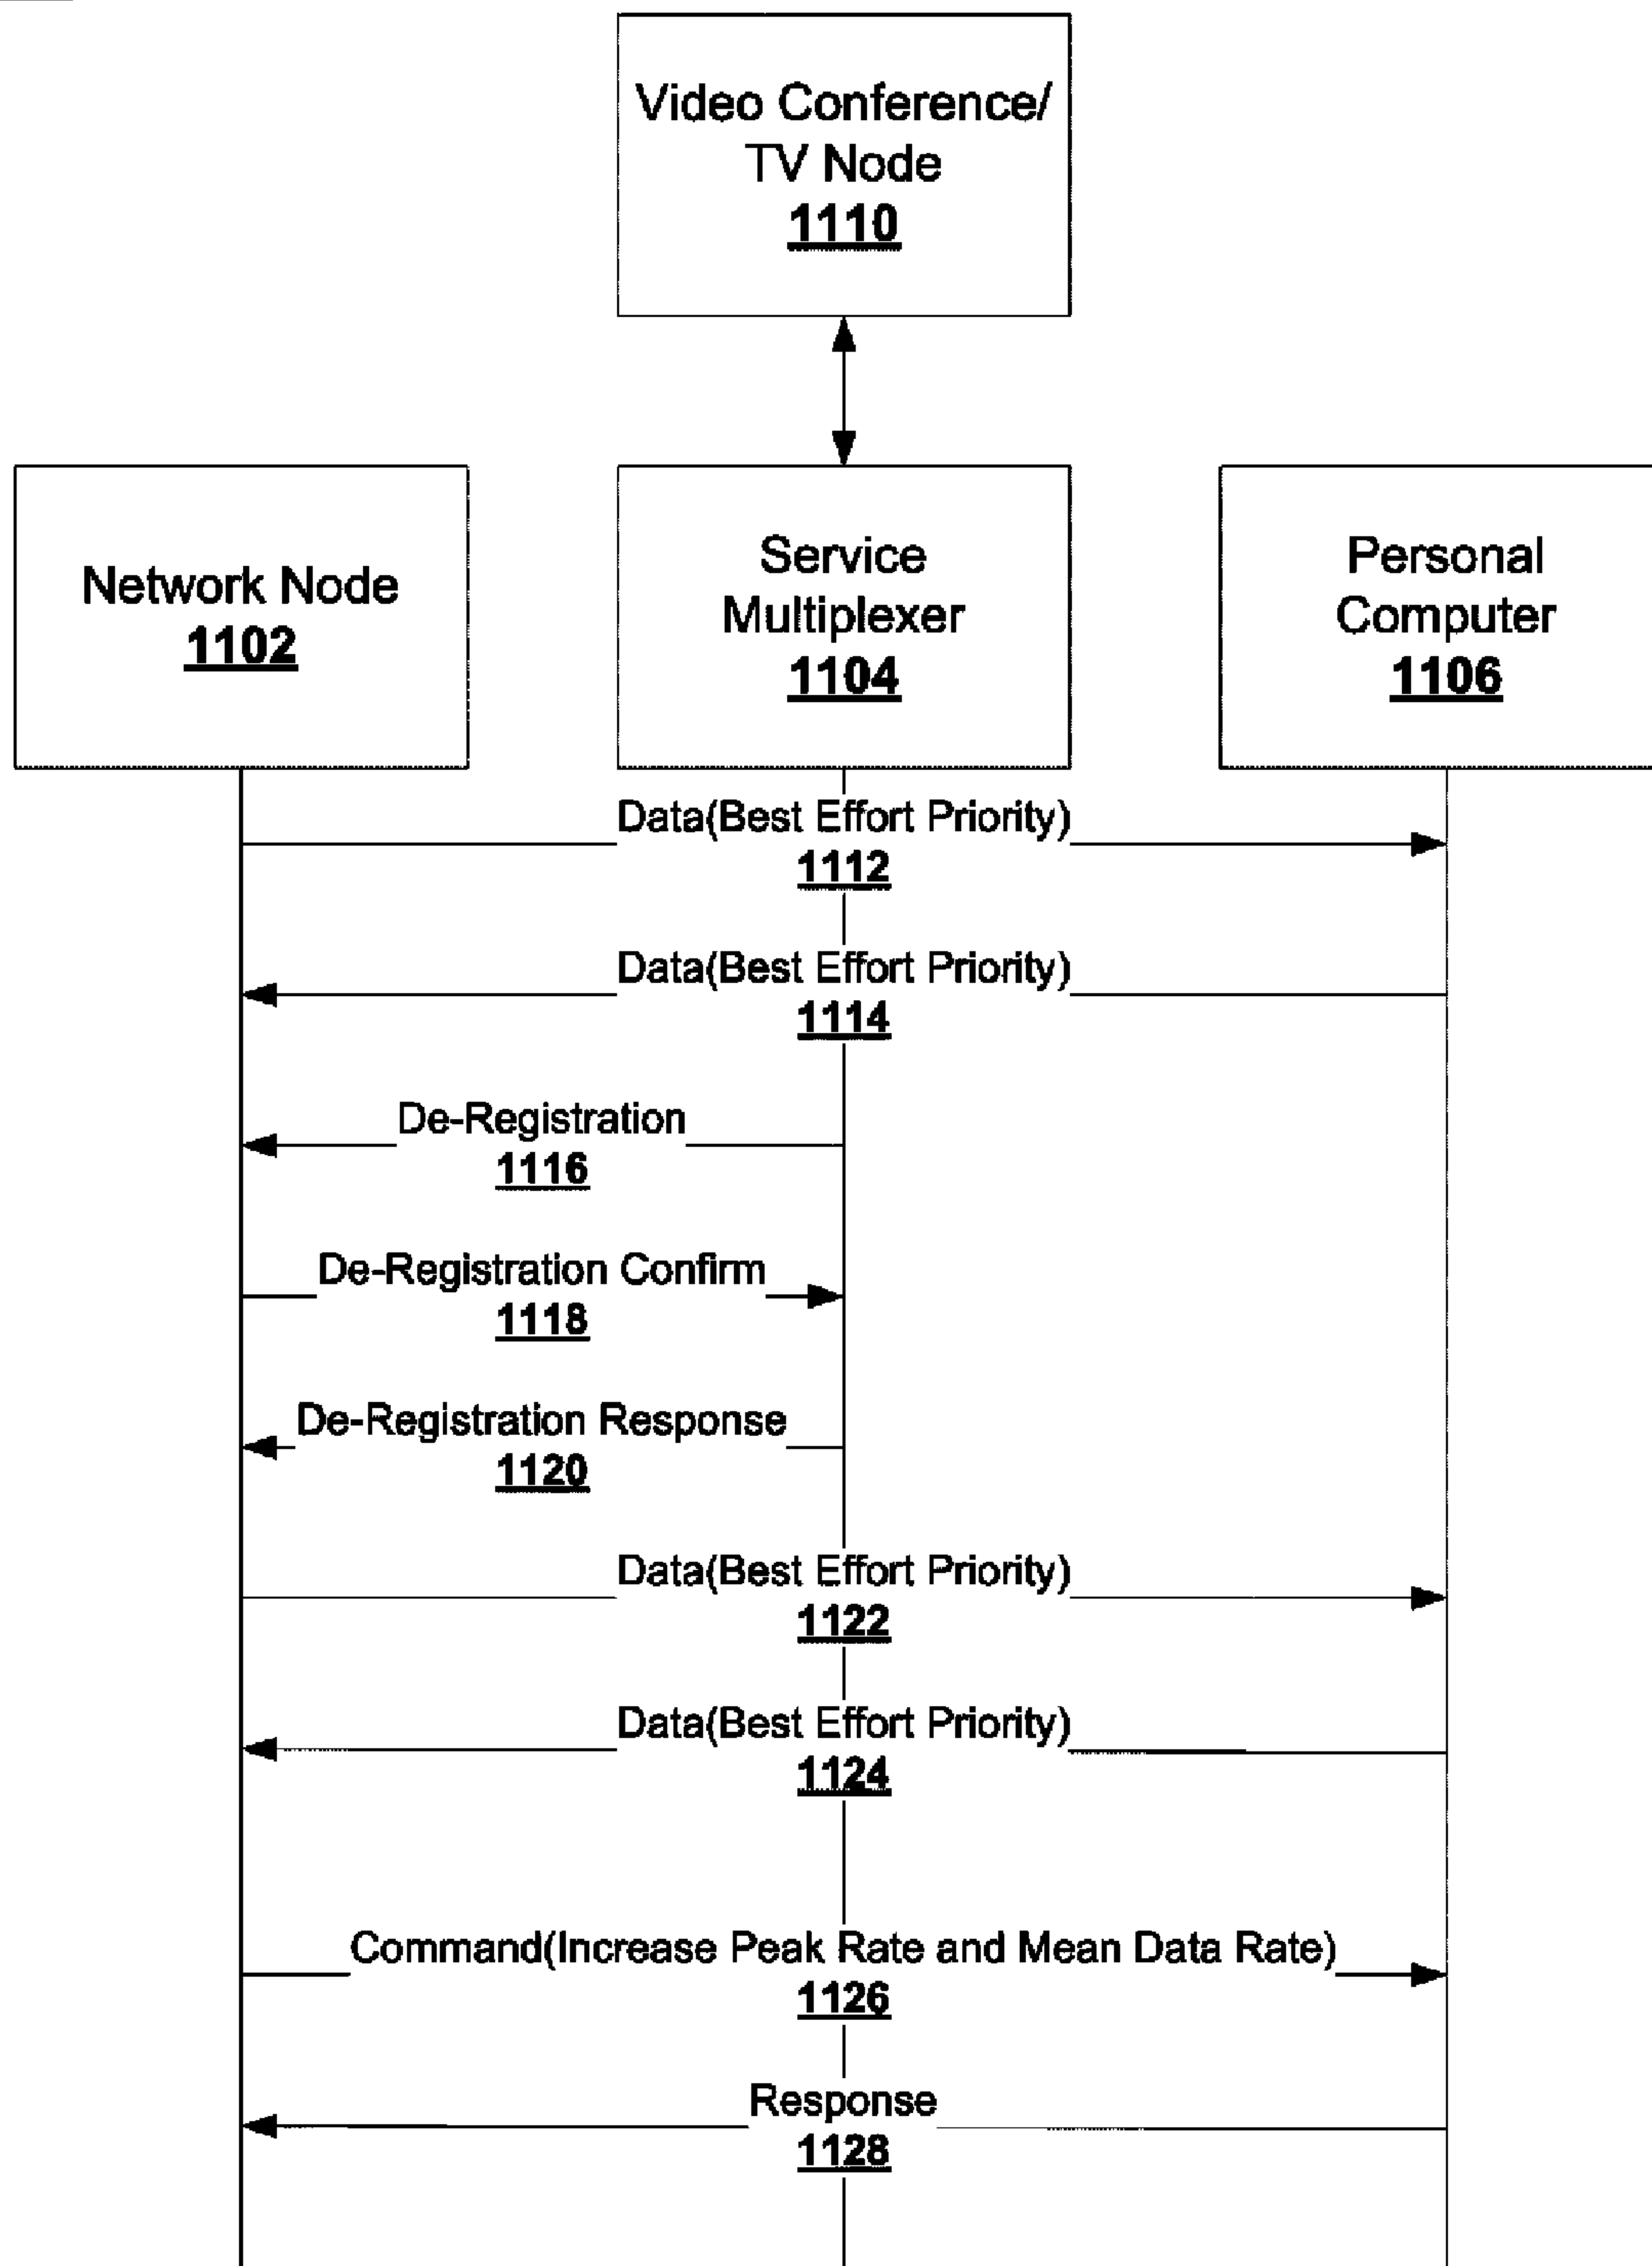 Video Conference/
TV Node
1110
Network Node
1102
Service
Multiplexer
1104
Personal
Computer
1106
Data(Best Effort Priority)
1112
Data(Best Effort Priority)
1114
De-Registration
1116
De-Registration Confirm
1118
De-Registration Response
1120
Data(Best Effort Priority)
1122
Data(Best Effort Priority)
1124
Command(Increase Peak Rate and Mean Data Rate)
1126
Response
1128